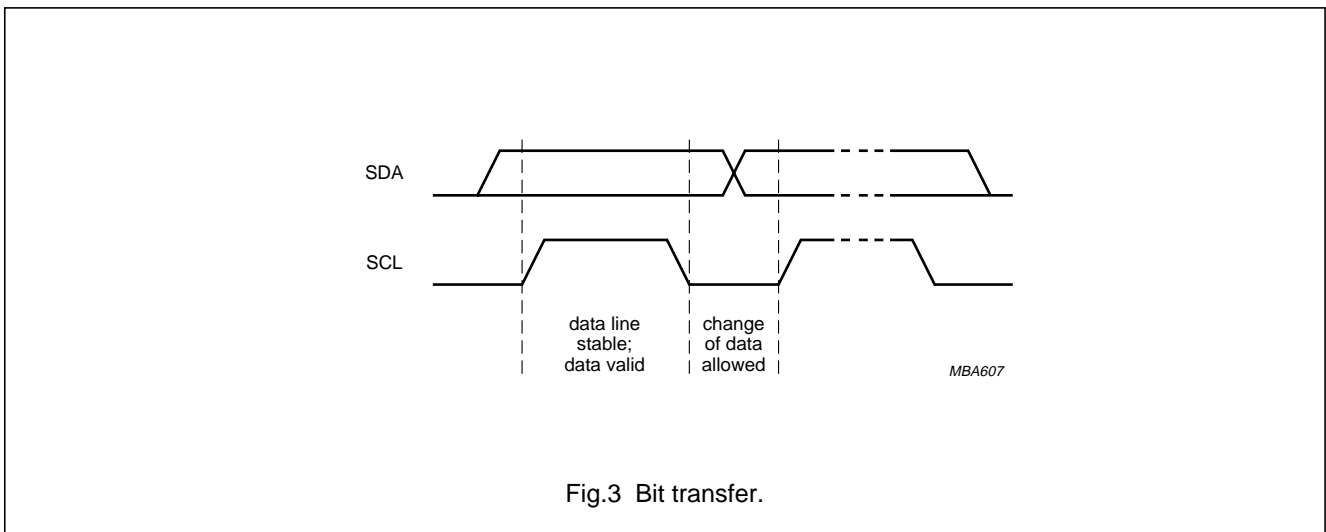 SDA
SCL
data line
stable;
data valid
change
of data
allowed
MBA607
Fig.3 Bit transfer.